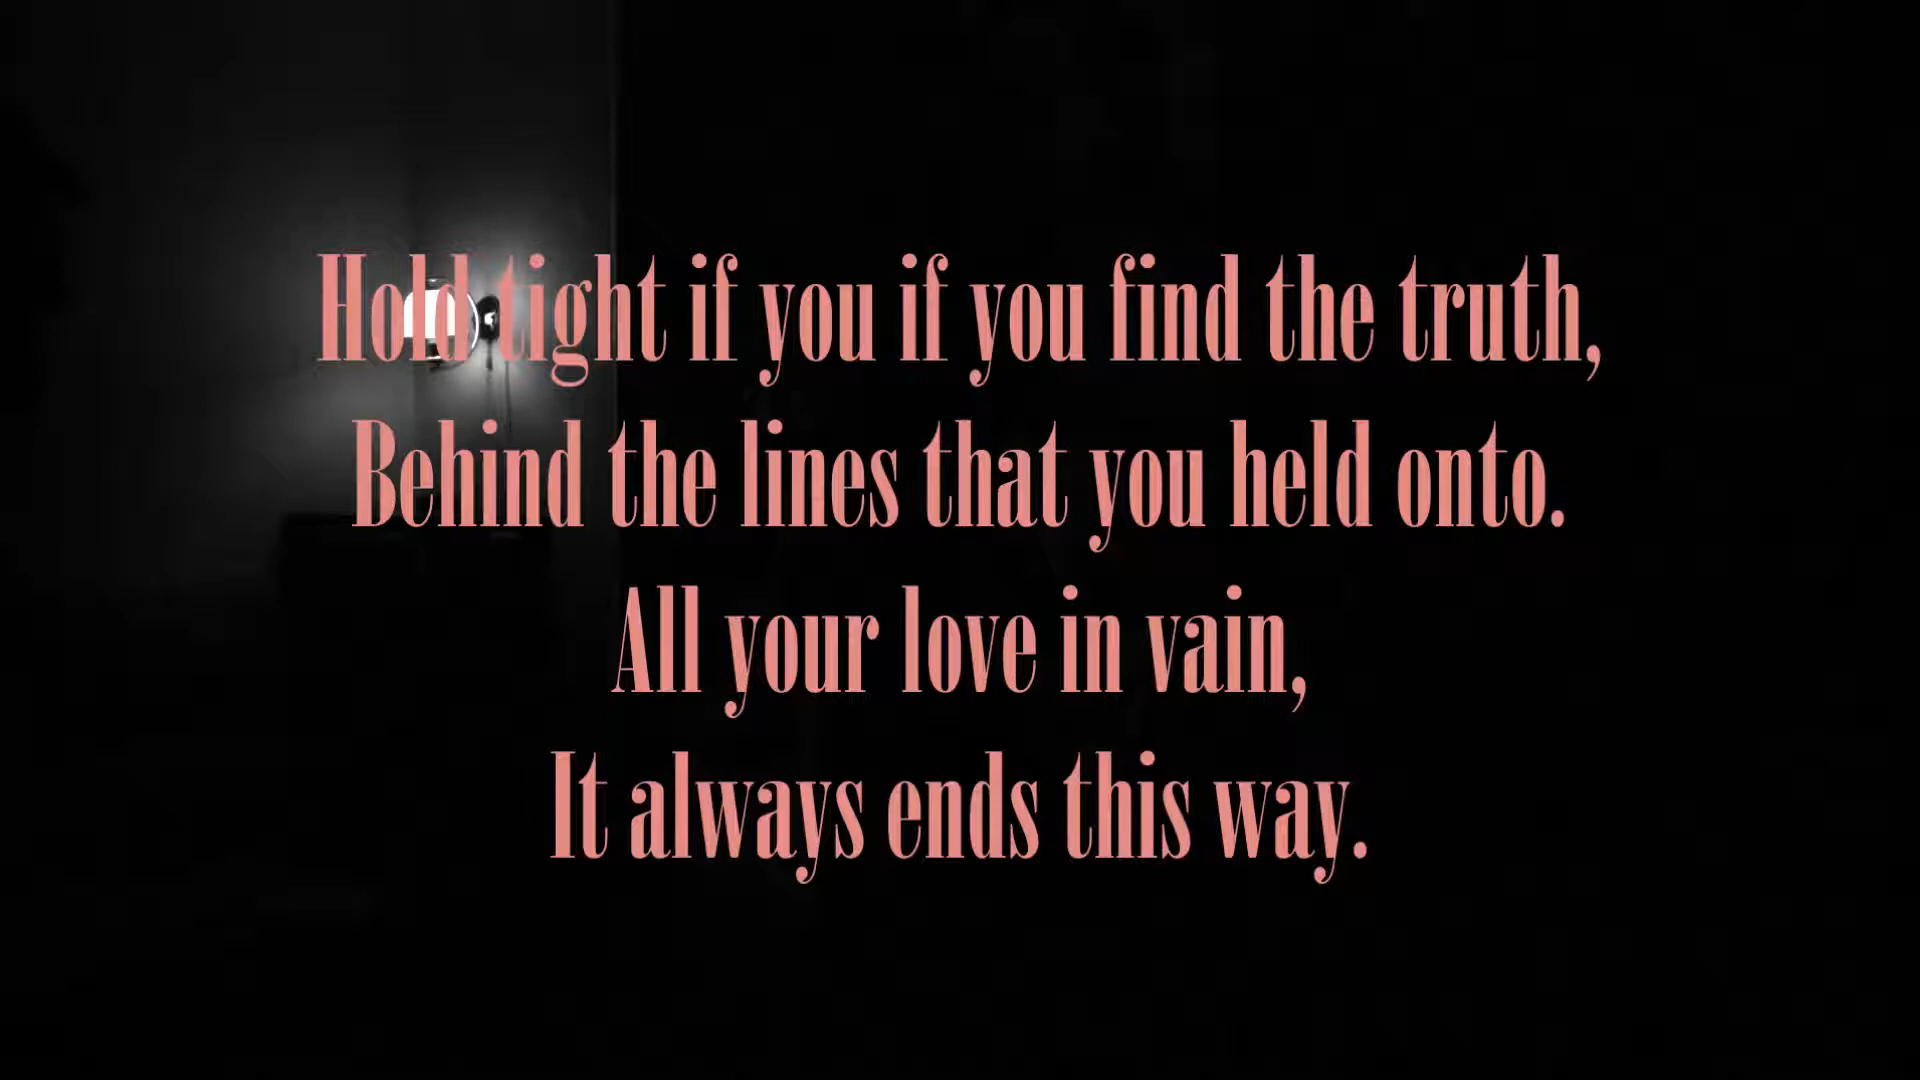 Hold tight if you if you find the truth,
Behind the lines that you held onto.
All your love in vain,
It always ends this way.